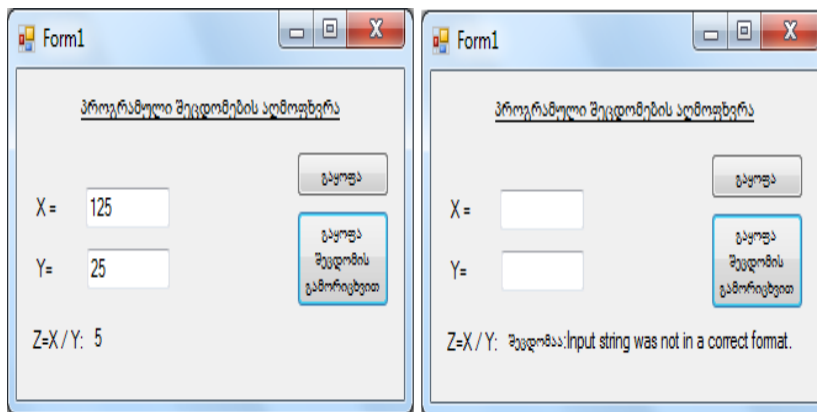 Form1
პროგრამული შეცდომების აღმოფხვრა
გაყოფა
X = 125
გაყოფა
შეცდომის
გამორიცხვით
Y= 25
Z=X / Y: 5
Form1
პროგრამული შეცდომების აღმოფხვრა
გაყოფა
X =
გაყოფა
შეცდომის
გამორიცხვით
Y=
Z=X / Y: შეცდომაა:Input string was not in a correct format.